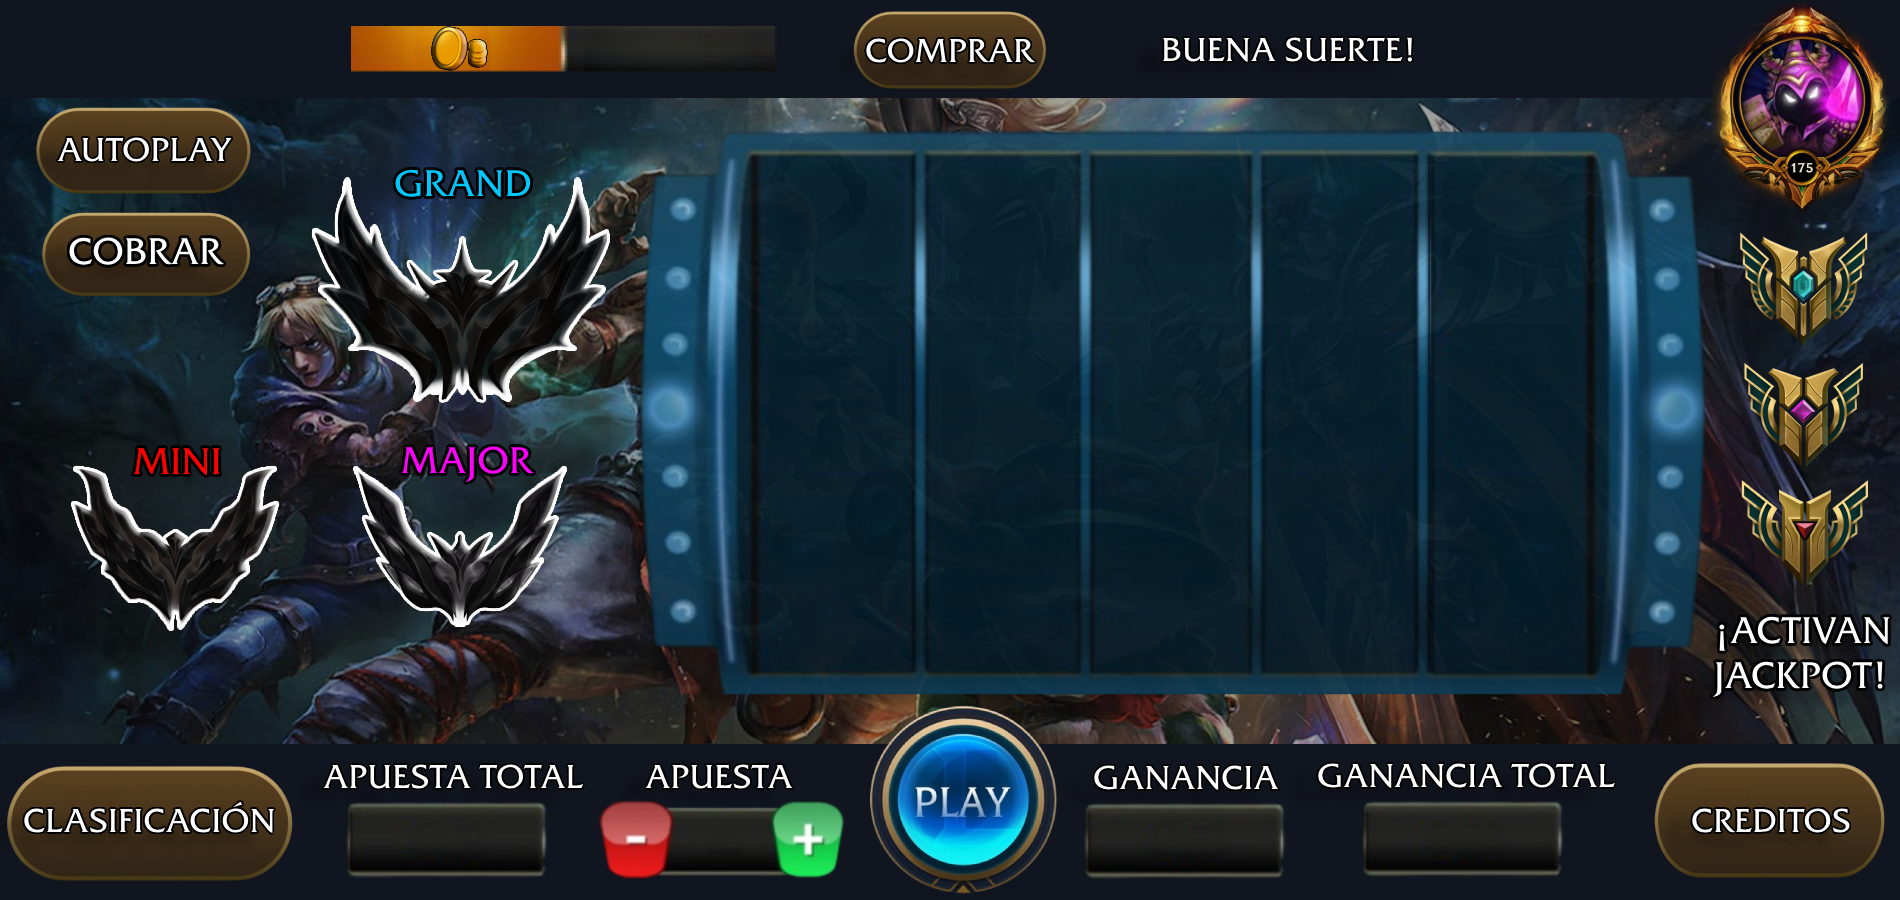 COMPRAR
BUENA SUERTE!
AUTOPLAY
175
GRAND
COBRAR
MINI
MAJOR
¡ACTIVAN
JACKPOT!
APUESTA TOTAL
APUESTA
GANANCIA
GANANCIA TOTAL
CLASIFICACIÓN
-
+
PLAY
CREDITOS